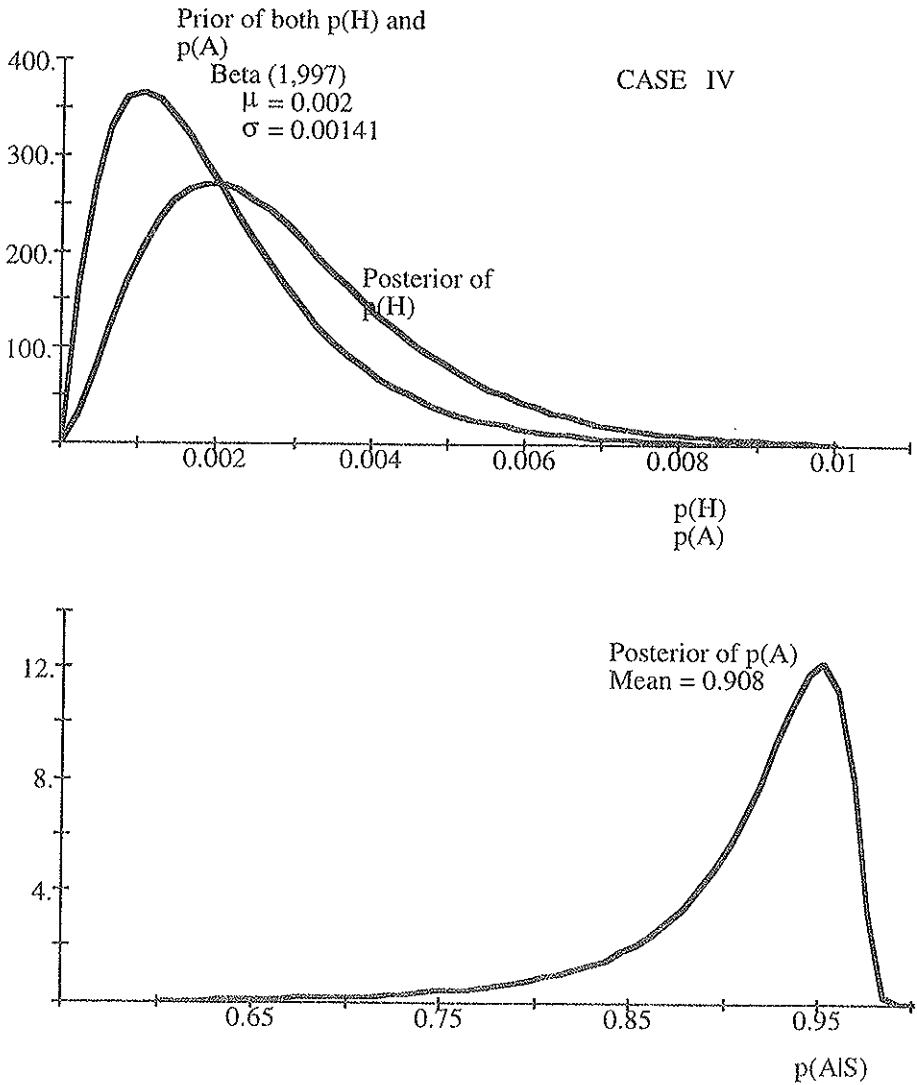 Prior of both p(H) and
p(A)
Beta (1,997)
μ = 0.002
σ = 0.00141
CASE IV
400.
300.
200.
100.
Posterior of
p(H)
0.002
0.004
0.006
0.008
0.01
p(H)
p(A)
12.
8.
4.
Posterior of p(A)
Mean = 0.908
0.65
0.75
0.85
0.95
p(A|S)